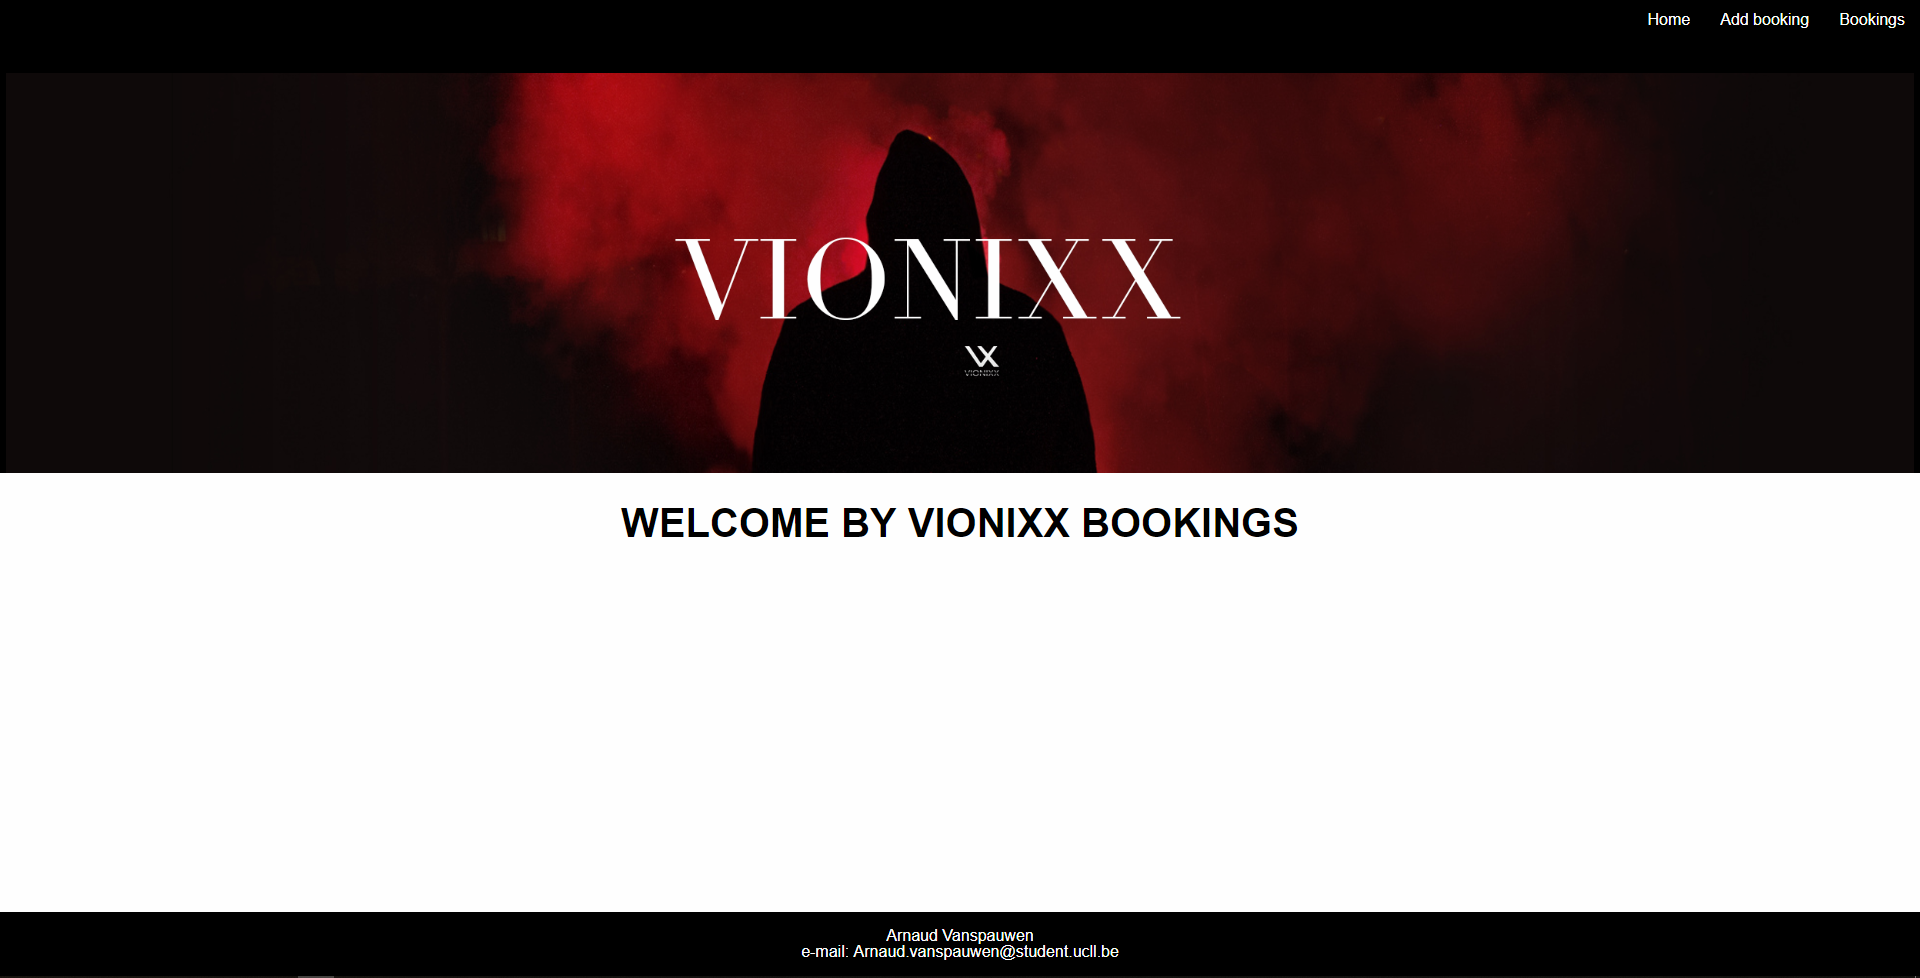 Home Add booking Bookings
VIONIXX
VX
VIONIXX
WELCOME BY VIONIXX BOOKINGS
Arnaud Vanspauwen
e-mail: Arnaud.vanspauwen@student.ucll.be